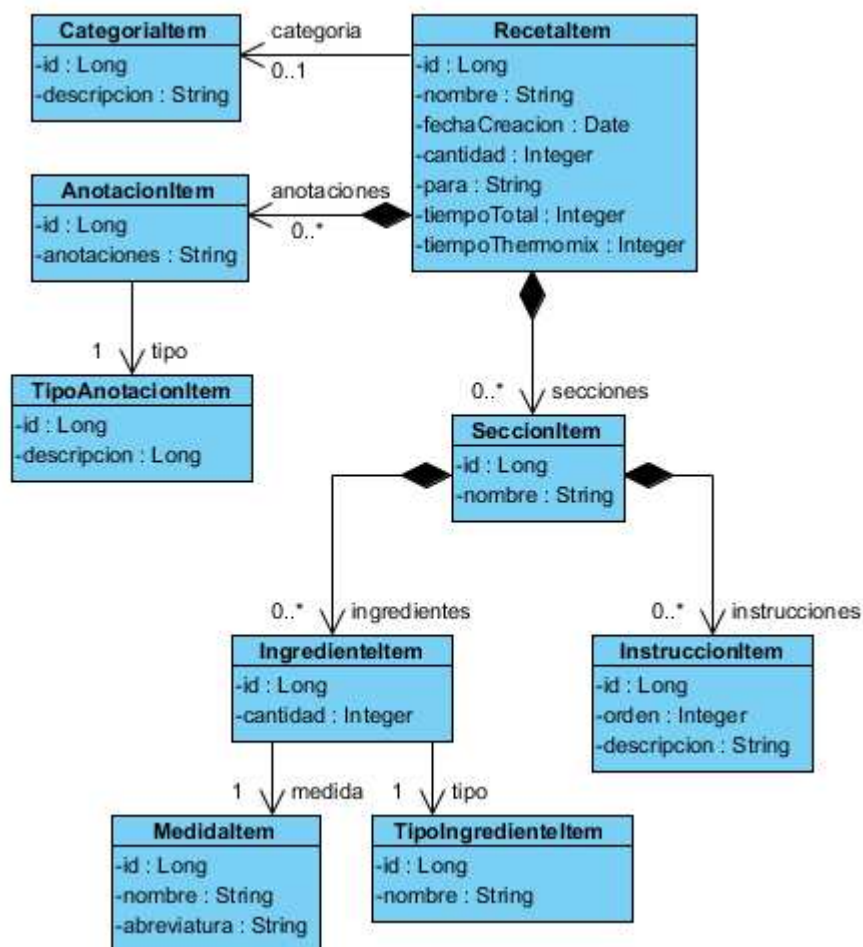 CategoriaItem
-id : Long
-descripcion : String
categoria
0..1
RecetaItem
-id : Long
-nombre : String
-fechaCreacion : Date
-cantidad : Integer
-para : String
-tiempoTotal : Integer
-tiempoThermomix : Integer
AnotacionItem
-id : Long
-anotaciones : String
anotaciones
0..*
1 tipo
TipoAnotacionItem
-id : Long
-descripcion : Long
0..* secciones
SeccionItem
-id : Long
-nombre : String
0..* ingredientes
0..* instrucciones
IngredienteItem
-id : Long
-cantidad : Integer
InstruccionItem
-id : Long
-orden : Integer
-descripcion : String
1 medida
1 tipo
MedidaItem
-id : Long
-nombre : String
-abreviatura : String
TipoIngredienteItem
-id : Long
-nombre : String